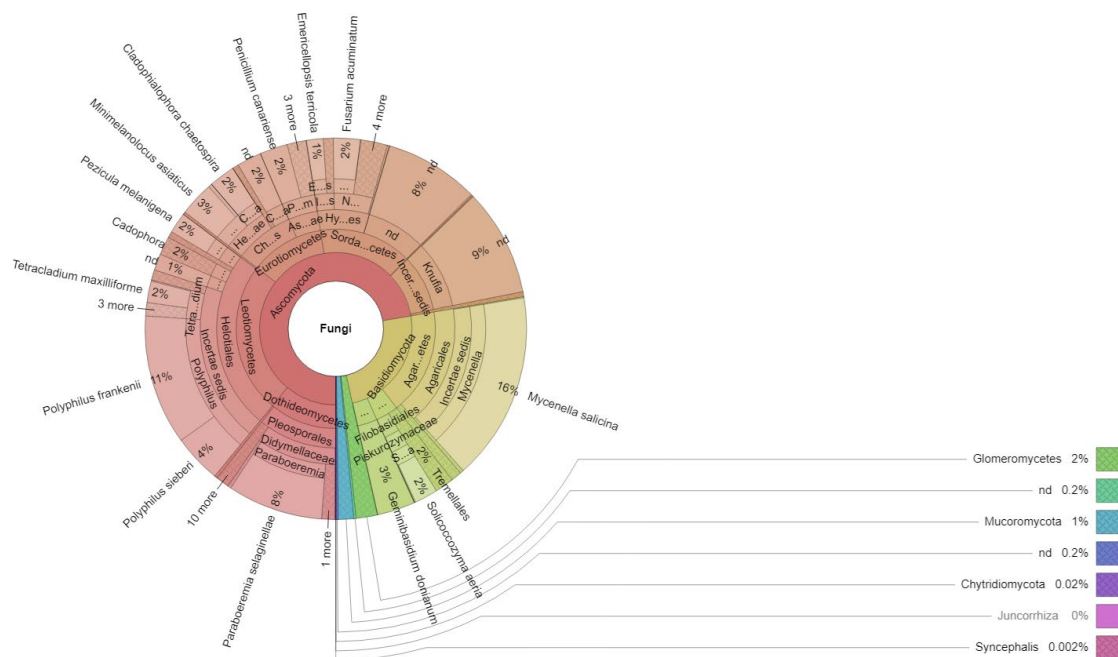 Fungi
Ascomycota
Basidiomycota
Eurotiomycetes
Sorda...cetes
Incer...sedis
Leotiomycetes
Dothideomycetes
Agar...etes
Helotiales
Pleosporales
Didymellaceae
Paraboeremia
Incertae sedis
Polyphilus
Tetra...dium
Ch...s
As...ae
Hy...es
nd
Knufia
He...ae
C...a
C...a
P...m
I...s
N...
E...s
...
Agaricales
Incertae sedis
Mycenella
Filobasidiales
Piskurozymaceae
S...a
...
...
Emericellopsis terricola 1%
Fusarium acuminatum 2%
4 more
nd 8%
nd 9%
Mycenella salicina 16%
Tremellales 2%
Solicoccozyma aeria 2%
Geminibasidium donianum 3%
1 more
Paraboeremia selaginellae 8%
10 more
Polyphilus sieberi 4%
Polyphilus frankenii 11%
3 more
Tetracladium maxilliforme 2%
nd 1%
Cadophora 2%
Pezicula melanigena 2%
Minimelanolocus asiaticus 3%
Cladophialophora chaetospira 2%
nd 2%
Penicillium canariense 2%
3 more
Glomeromycetes 2%
nd 0.2%
Mucoromycota 1%
nd 0.2%
Chytridiomycota 0.02%
Juncorrhiza 0%
Syncephalis 0.002%